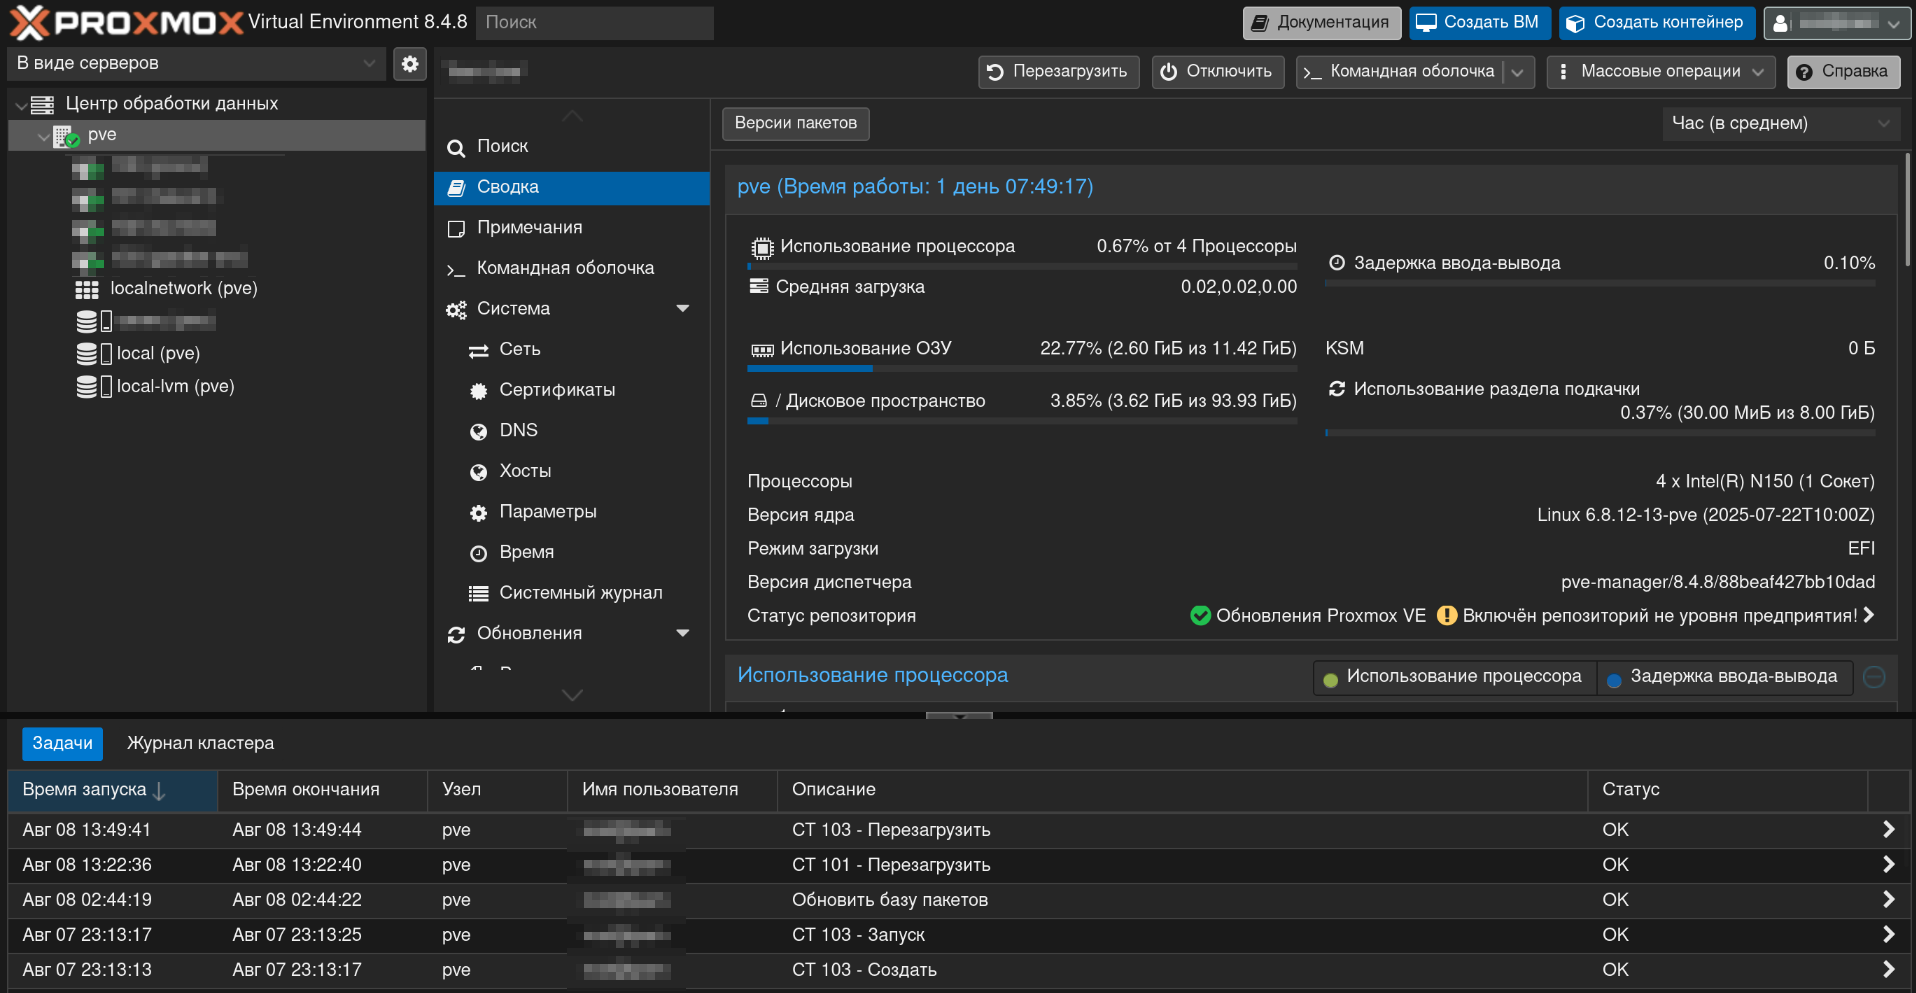 PROXMOX Virtual Environment 8.4.8 Поиск Документация Создать ВМ Создать контейнер
В виде серверов
Перезагрузить Отключить Командная оболочка Массовые операции Справка
Центр обработки данных
pve
localnetwork (pve)
local (pve)
local-lvm (pve)
Поиск
Сводка
Примечания
Командная оболочка
Система
Сеть
Сертификаты
DNS
Хосты
Параметры
Время
Системный журнал
Обновления
Версии пакетов Час (в среднем)
pve (Время работы: 1 день 07:49:17)
Использование процессора 0.67% от 4 Процессоры
Задержка ввода-вывода 0.10%
Средняя загрузка 0.02,0.02,0.00
Использование ОЗУ 22.77% (2.60 ГиБ из 11.42 ГиБ)
KSM 0 Б
/ Дисковое пространство 3.85% (3.62 ГиБ из 93.93 ГиБ)
Использование раздела подкачки
0.37% (30.00 МиБ из 8.00 ГиБ)
Процессоры 4 x Intel(R) N150 (1 Сокет)
Версия ядра Linux 6.8.12-13-pve (2025-07-22T10:00Z)
Режим загрузки EFI
Версия диспетчера pve-manager/8.4.8/88beaf427bb10dad
Статус репозитория Обновления Proxmox VE Включён репозиторий не уровня предприятия!
Использование процессора Использование процессора Задержка ввода-вывода
Задачи Журнал кластера
Время запуска Время окончания Узел Имя пользователя Описание Статус
Авг 08 13:49:41 Авг 08 13:49:44 pve CT 103 - Перезагрузить OK
Авг 08 13:22:36 Авг 08 13:22:40 pve CT 101 - Перезагрузить OK
Авг 08 02:44:19 Авг 08 02:44:22 pve Обновить базу пакетов OK
Авг 07 23:13:17 Авг 07 23:13:25 pve CT 103 - Запуск OK
Авг 07 23:13:13 Авг 07 23:13:17 pve CT 103 - Создать OK